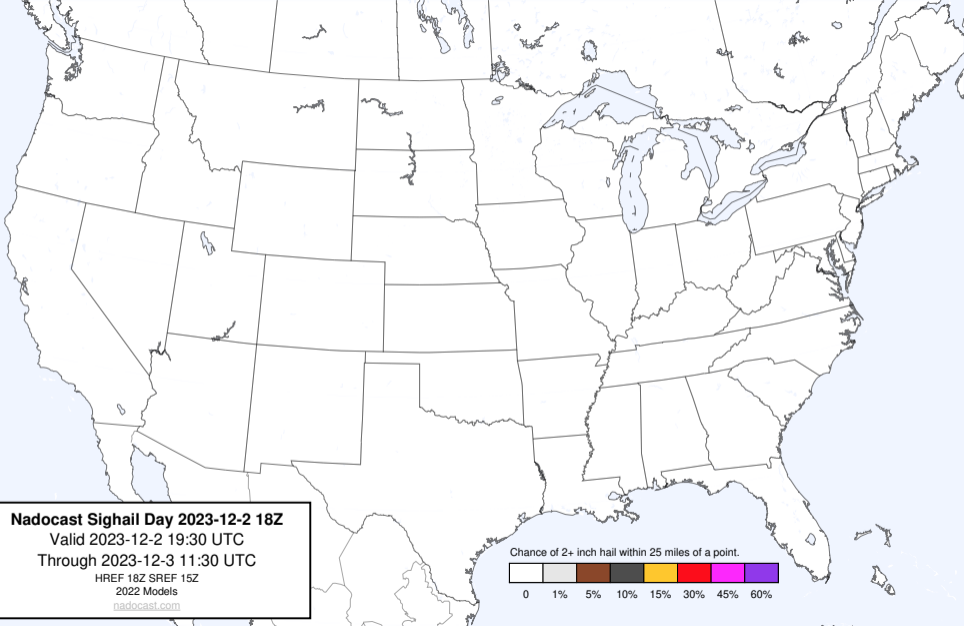 Nadocast Sighail Day 2023-12-2 18Z
Valid 2023-12-2 19:30 UTC
Through 2023-12-3 11:30 UTC
HREF 18Z SREF 15Z
2022 Models
nadocast.com
Chance of 2+ inch hail within 25 miles of a point.
0 1% 5% 10% 15% 30% 45% 60%